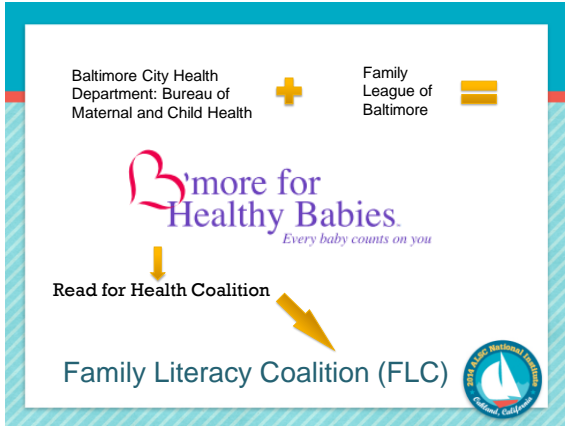 Baltimore City Health
Department: Bureau of
Maternal and Child Health
+
Family
League of
Baltimore
=
B'more for
Healthy Babies™
Every baby counts on you
Read for Health Coalition
Family Literacy Coalition (FLC)
2014 ALSC National Institute
Oakland, California